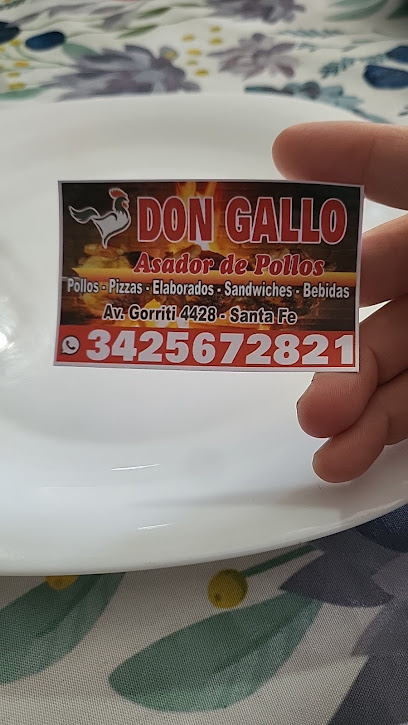 DON GALLO
Asador de Pollos
Pollos - Pizzas - Elaborados - Sandwiches - Bebidas
Av. Gorriti 4428 - Santa Fe
3425672821